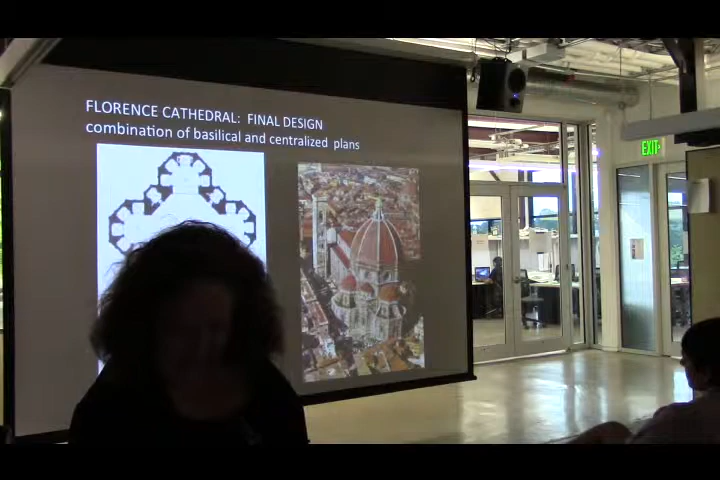 FLORENCE CATHEDRAL: FINAL DESIGN
combination of basilical and centralized plans
EXIT